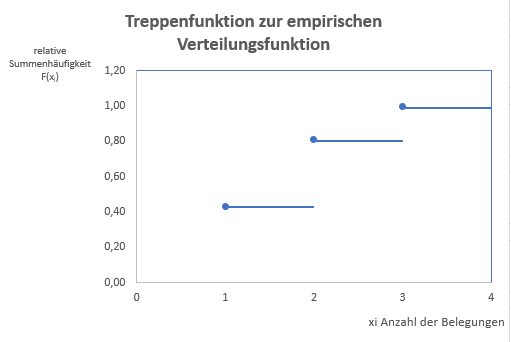 Treppenfunktion zur empirischen
Verteilungsfunktion
relative
Summenhäufigkeit
F(xᵢ)
1,20
1,00
0,80
0,60
0,40
0,20
0,00
0 1 2 3 4
xi Anzahl der Belegungen